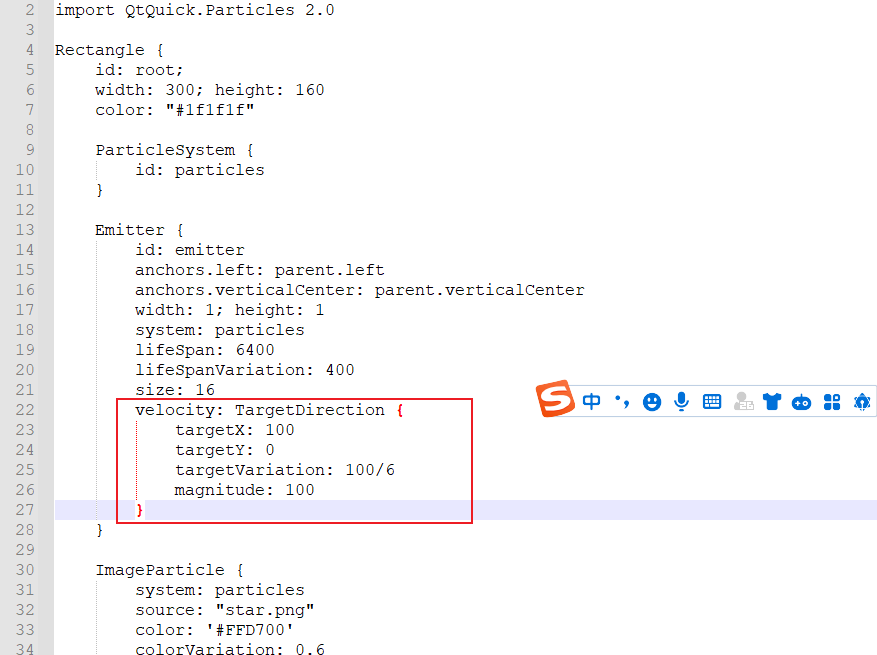 2 import QtQuick.Particles 2.0
3
4 Rectangle {
5     id: root;
6     width: 300; height: 160
7     color: "#1f1f1f"
8
9     ParticleSystem {
10         id: particles
11     }
12
13     Emitter {
14         id: emitter
15         anchors.left: parent.left
16         anchors.verticalCenter: parent.verticalCenter
17         width: 1; height: 1
18         system: particles
19         lifeSpan: 6400
20         lifeSpanVariation: 400
21         size: 16
S 中 •,
22         velocity: TargetDirection {
23             targetX: 100
24             targetY: 0
25             targetVariation: 100/6
26             magnitude: 100
27         }
28     }
29
30     ImageParticle {
31         system: particles
32         source: "star.png"
33         color: '#FFD700'
34         colorVariation: 0.6